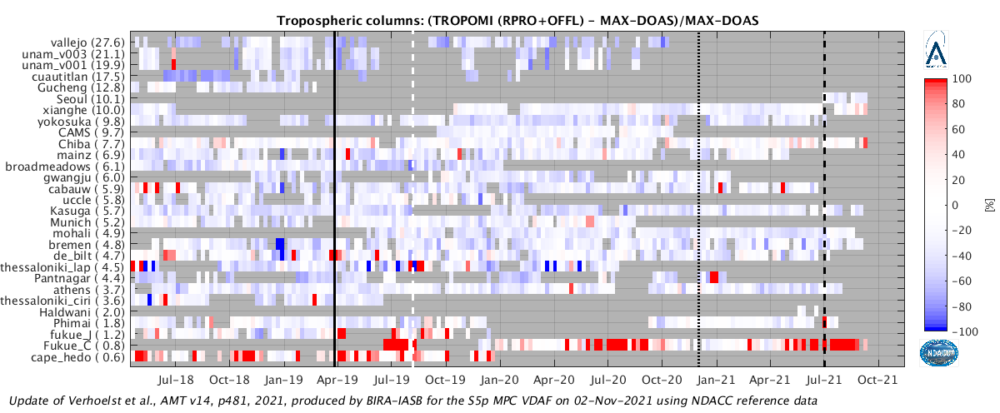 Tropospheric columns: (TROPOMI (RPRO+OFFL) − MAX-DOAS)/MAX-DOAS
vallejo (27.6)
unam_v003 (21.1)
unam_v001 (19.9)
cuautitlan (17.5)
Gucheng (12.8)
Seoul (10.1)
xianghe (10.0)
yokosuka ( 9.8)
CAMS ( 9.7)
Chiba ( 7.7)
mainz ( 6.9)
broadmeadows ( 6.1)
gwangju ( 6.0)
cabauw ( 5.9)
uccle ( 5.8)
Kasuga ( 5.7)
Munich ( 5.2)
mohali ( 4.9)
bremen ( 4.8)
de_bilt ( 4.7)
thessaloniki_lap ( 4.5)
Pantnagar ( 4.4)
athens ( 3.7)
thessaloniki_ciri ( 3.6)
Haldwani ( 2.0)
Phimai ( 1.8)
fukue_J ( 1.2)
Fukue_C ( 0.8)
cape_hedo ( 0.6)
Jul-18 Oct-18 Jan-19 Apr-19 Jul-19 Oct-19 Jan-20 Apr-20 Jul-20 Oct-20 Jan-21 Apr-21 Jul-21 Oct-21
100
80
60
40
20
0
−20
−40
−60
−80
−100
[%]
NDACC
Update of Verhoelst et al., AMT v14, p481, 2021, produced by BIRA-IASB for the S5p MPC VDAF on 02-Nov-2021 using NDACC reference data